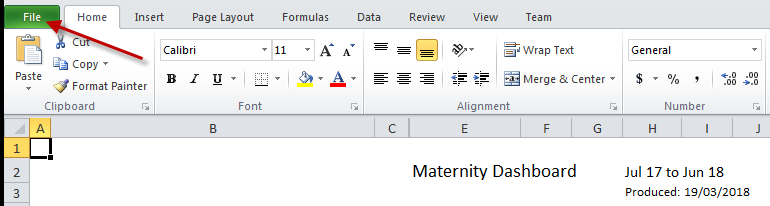 File Home Insert Page Layout Formulas Data Review View Team
Cut Calibri 11 A A Wrap Text General
Copy
Paste Format Painter B I U A Merge & Center $ % , .00 .0
Clipboard Font Alignment Number
A B C E F G H I J
1
2 Maternity Dashboard Jul 17 to Jun 18
3 Produced: 19/03/2018